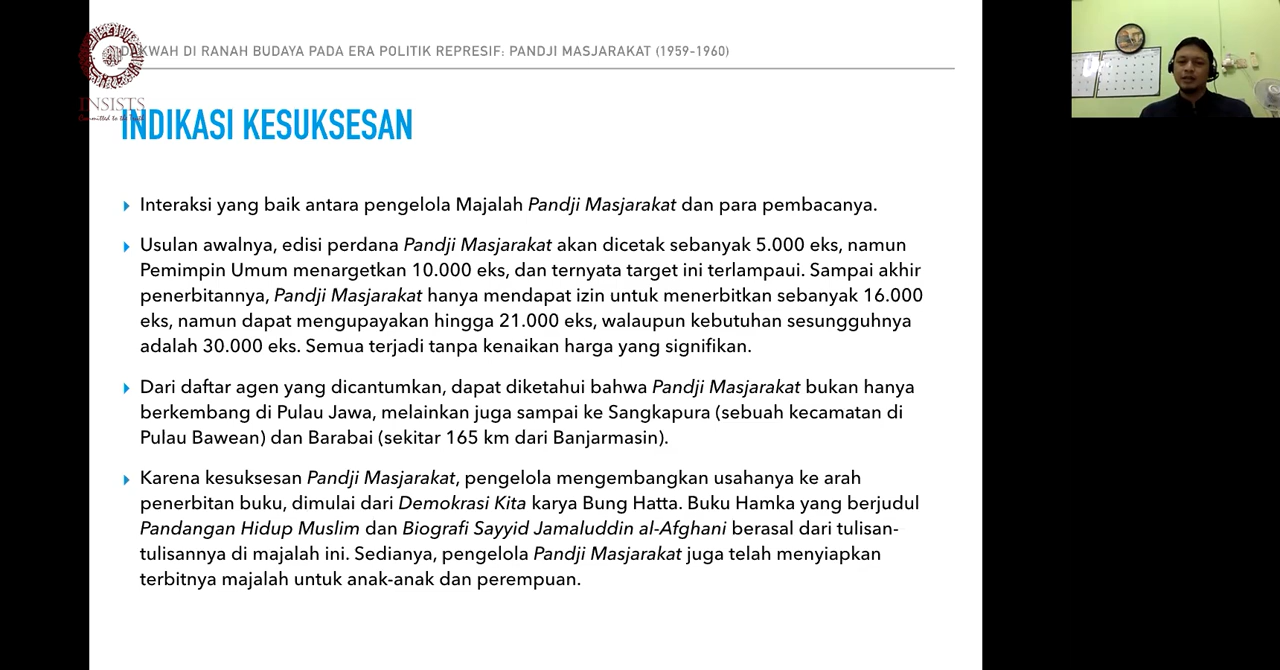 DAKWAH DI RANAH BUDAYA PADA ERA POLITIK REPRESIF: PANDJI MASJARAKAT (1959-1960)
INSISTS
Committed to the Truth
INDIKASI KESUKSESAN
Interaksi yang baik antara pengelola Majalah Pandji Masjarakat dan para pembacanya.
Usulan awalnya, edisi perdana Pandji Masjarakat akan dicetak sebanyak 5.000 eks, namun
Pemimpin Umum menargetkan 10.000 eks, dan ternyata target ini terlampaui. Sampai akhir
penerbitannya, Pandji Masjarakat hanya mendapat izin untuk menerbitkan sebanyak 16.000
eks, namun dapat mengupayakan hingga 21.000 eks, walaupun kebutuhan sesungguhnya
adalah 30.000 eks. Semua terjadi tanpa kenaikan harga yang signifikan.
Dari daftar agen yang dicantumkan, dapat diketahui bahwa Pandji Masjarakat bukan hanya
berkembang di Pulau Jawa, melainkan juga sampai ke Sangkapura (sebuah kecamatan di
Pulau Bawean) dan Barabai (sekitar 165 km dari Banjarmasin).
Karena kesuksesan Pandji Masjarakat, pengelola mengembangkan usahanya ke arah
penerbitan buku, dimulai dari Demokrasi Kita karya Bung Hatta. Buku Hamka yang berjudul
Pandangan Hidup Muslim dan Biografi Sayyid Jamaluddin al-Afghani berasal dari tulisan-
tulisannya di majalah ini. Sedianya, pengelola Pandji Masjarakat juga telah menyiapkan
terbitnya majalah untuk anak-anak dan perempuan.